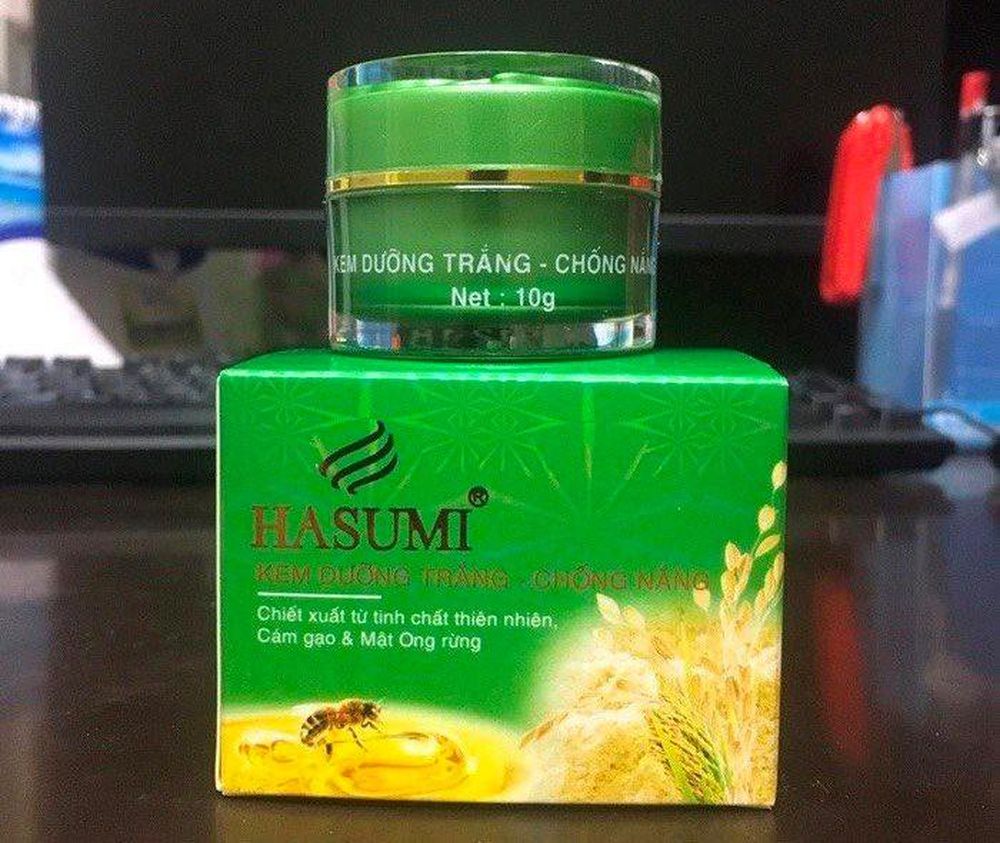 KEM DƯỠNG TRẮNG - CHỐNG NẮNG
Net : 10g
HASUMI®
KEM DƯỠNG TRẮNG - CHỐNG NẮNG
Chiết xuất từ tinh chất thiên nhiên,
Cám gạo & Mật Ong rừng